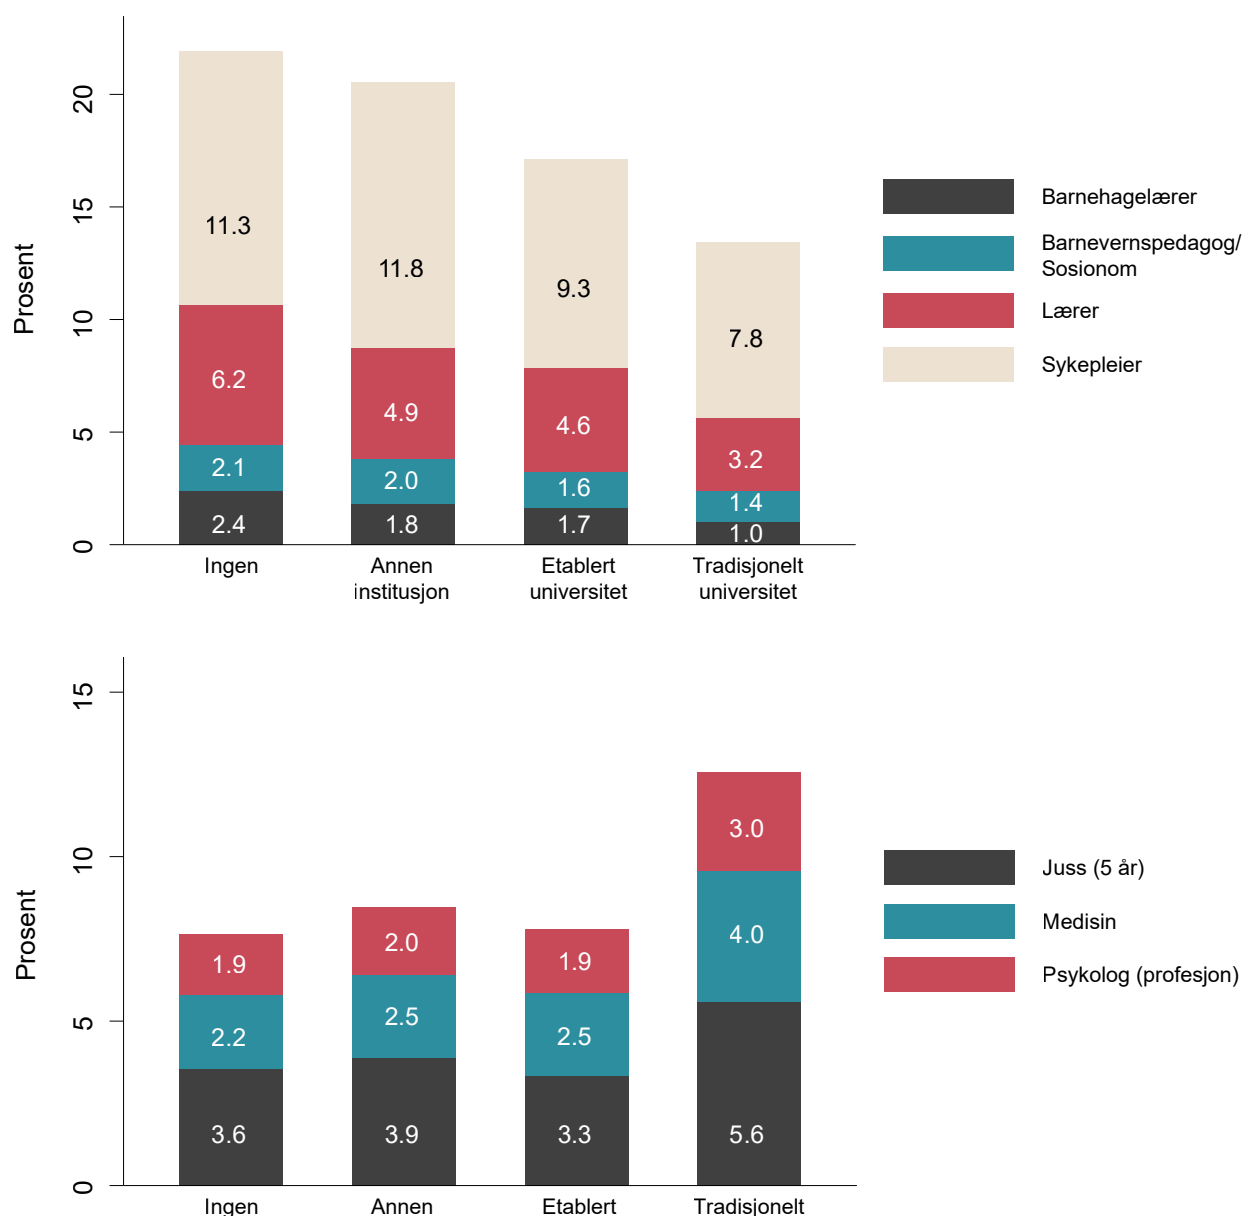 Prosent
20
15
10
5
0
11.3
6.2
2.1
2.4
11.8
4.9
2.0
1.8
9.3
4.6
1.6
1.7
7.8
3.2
1.4
1.0
Ingen
Annen
institusjon
Etablert
universitet
Tradisjonelt
universitet
Barnehagelærer
Barnevernspedagog/
Sosionom
Lærer
Sykepleier
Prosent
15
10
5
0
1.9
2.2
3.6
2.0
2.5
3.9
1.9
2.5
3.3
3.0
4.0
5.6
Ingen
Annen
Etablert
Tradisjonelt
Juss (5 år)
Medisin
Psykolog (profesjon)